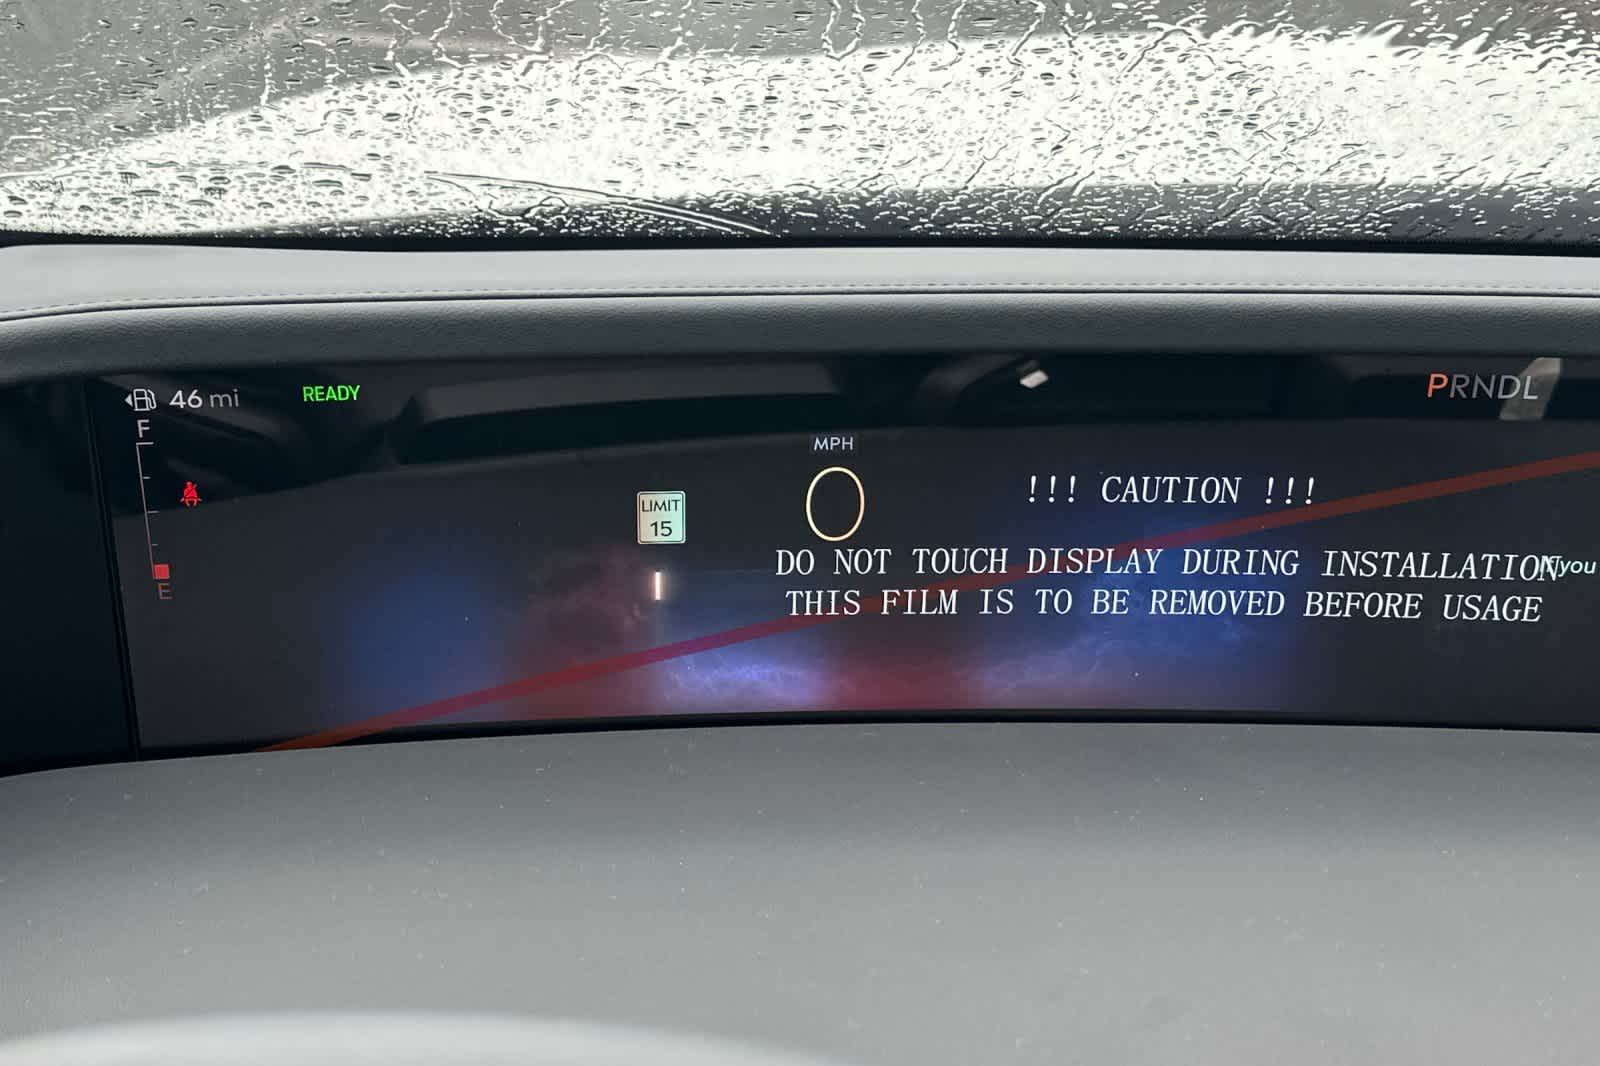 46 mi
READY
PRNDL
F
E
LIMIT
15
MPH
0
!!! CAUTION !!!
DO NOT TOUCH DISPLAY DURING INSTALLATION
THIS FILM IS TO BE REMOVED BEFORE USAGE
you